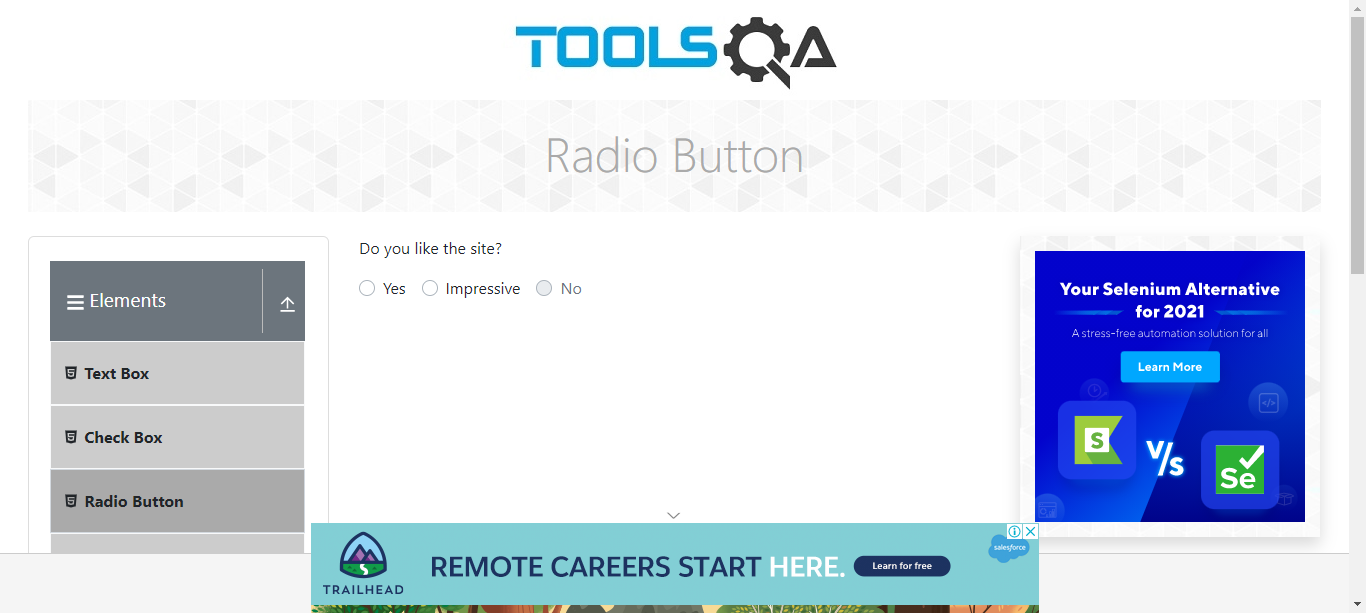 TOOLSQA
Radio Button
Elements
Text Box
Check Box
Radio Button
Do you like the site?
Yes Impressive No
Your Selenium Alternative
for 2021
A stress-free automation solution for all
Learn More
S
V/s
Se
TRAILHEAD
REMOTE CAREERS START HERE.
Learn for free
salesforce